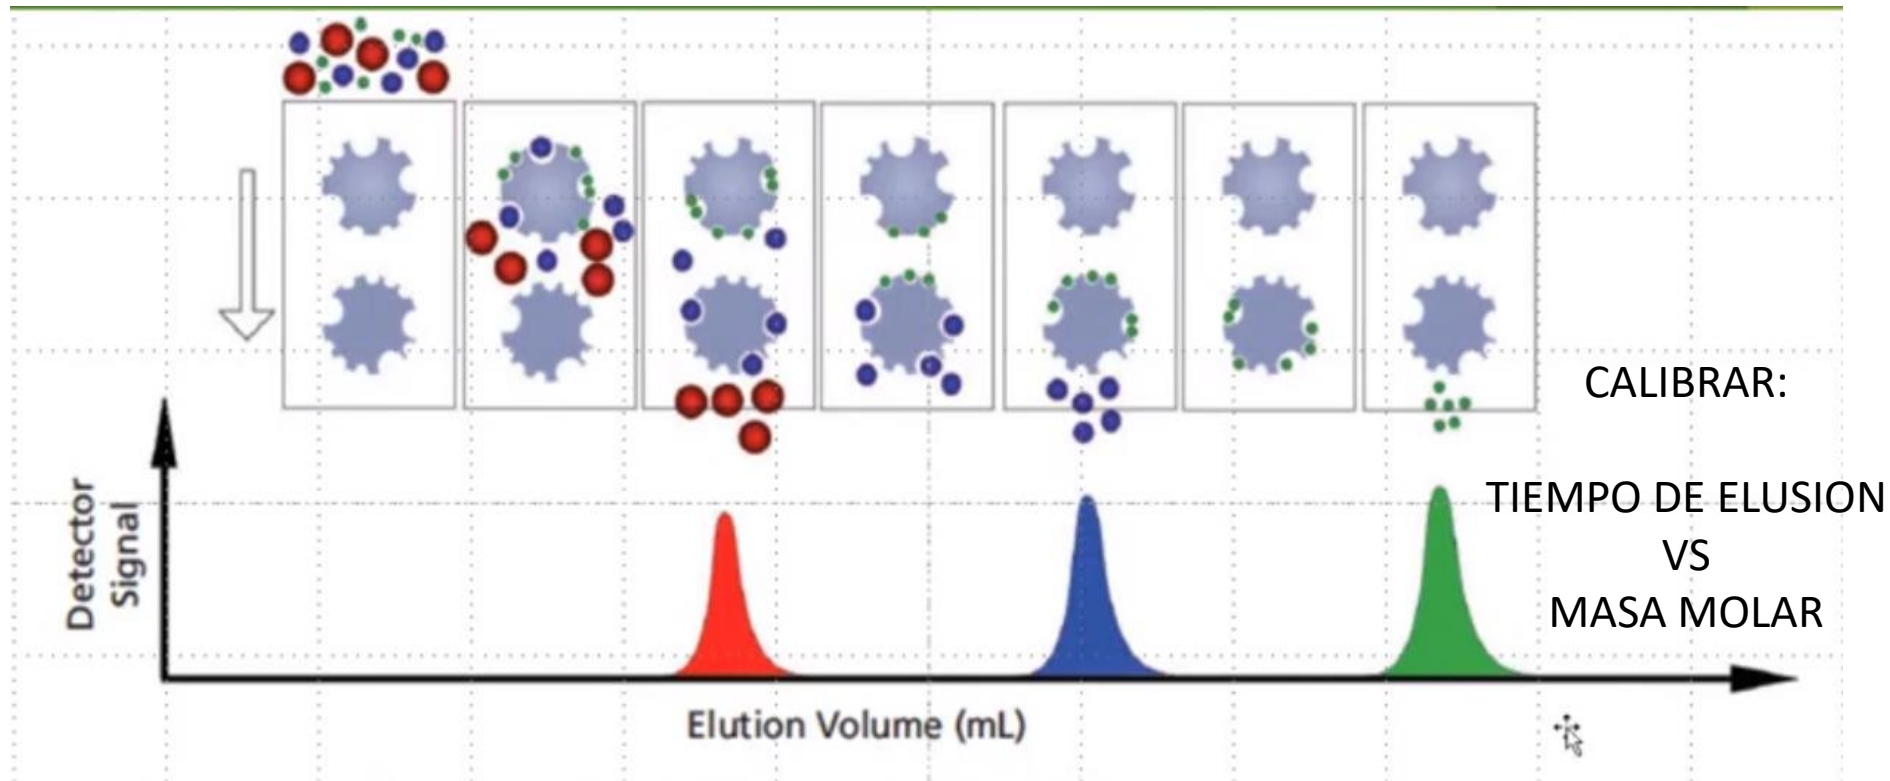 CALIBRAR:
TIEMPO DE ELUSION
VS
MASA MOLAR
Detector
Signal
Elution Volume (mL)